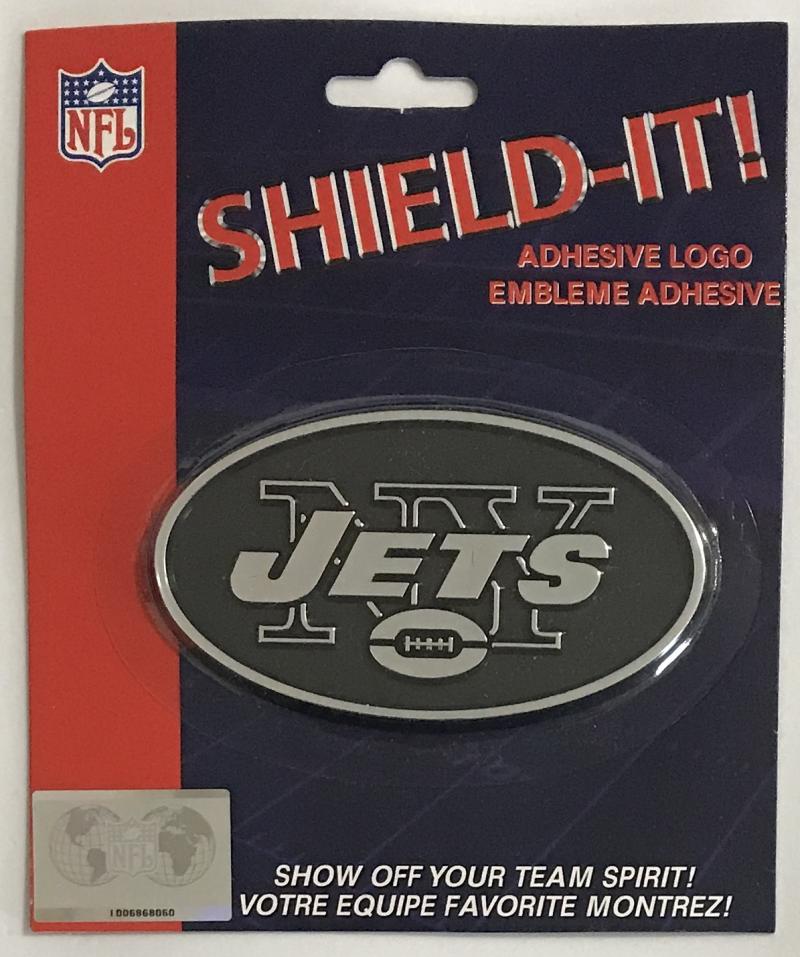 NFL
SHIELD-IT!
ADHESIVE LOGO
EMBLEME ADHESIVE
NY
JETS
NFL
1006868060
SHOW OFF YOUR TEAM SPIRIT!
VOTRE EQUIPE FAVORITE MONTREZ!